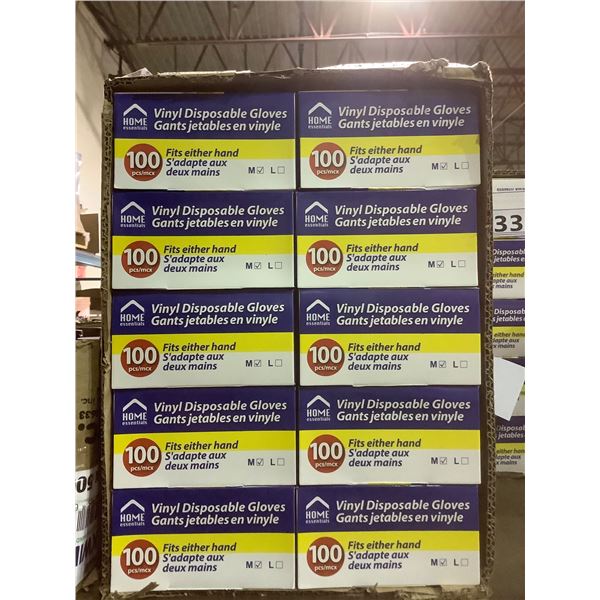 HOME
essentials
Vinyl Disposable Gloves
Gants jetables en vinyle
100
pcs/mcx
Fits either hand
S'adapte aux
deux mains
M ☑ L ☐
HOME
essentials
Vinyl Disposable Gloves
Gants jetables en vinyle
100
pcs/mcx
Fits either hand
S'adapte aux
deux mains
M ☑ L ☐
HOME
essentials
Vinyl Disposable Gloves
Gants jetables en vinyle
100
pcs/mcx
Fits either hand
S'adapte aux
deux mains
M ☑ L ☐
HOME
essentials
Vinyl Disposable Gloves
Gants jetables en vinyle
100
pcs/mcx
Fits either hand
S'adapte aux
deux mains
M ☑ L ☐
HOME
essentials
Vinyl Disposable Gloves
Gants jetables en vinyle
100
pcs/mcx
Fits either hand
S'adapte aux
deux mains
M ☑ L ☐
HOME
essentials
Vinyl Disposable Gloves
Gants jetables en vinyle
100
pcs/mcx
Fits either hand
S'adapte aux
deux mains
M ☑ L ☐
HOME
essentials
Vinyl Disposable Gloves
Gants jetables en vinyle
100
pcs/mcx
Fits either hand
S'adapte aux
deux mains
M ☑ L ☐
HOME
essentials
Vinyl Disposable Gloves
Gants jetables en vinyle
100
pcs/mcx
Fits either hand
S'adapte aux
deux mains
M ☑ L ☐
HOME
essentials
Vinyl Disposable Gloves
Gants jetables en vinyle
100
pcs/mcx
Fits either hand
S'adapte aux
deux mains
M ☑ L ☐
HOME
essentials
Vinyl Disposable Gloves
Gants jetables en vinyle
100
pcs/mcx
Fits either hand
S'adapte aux
deux mains
M ☑ L ☐
33